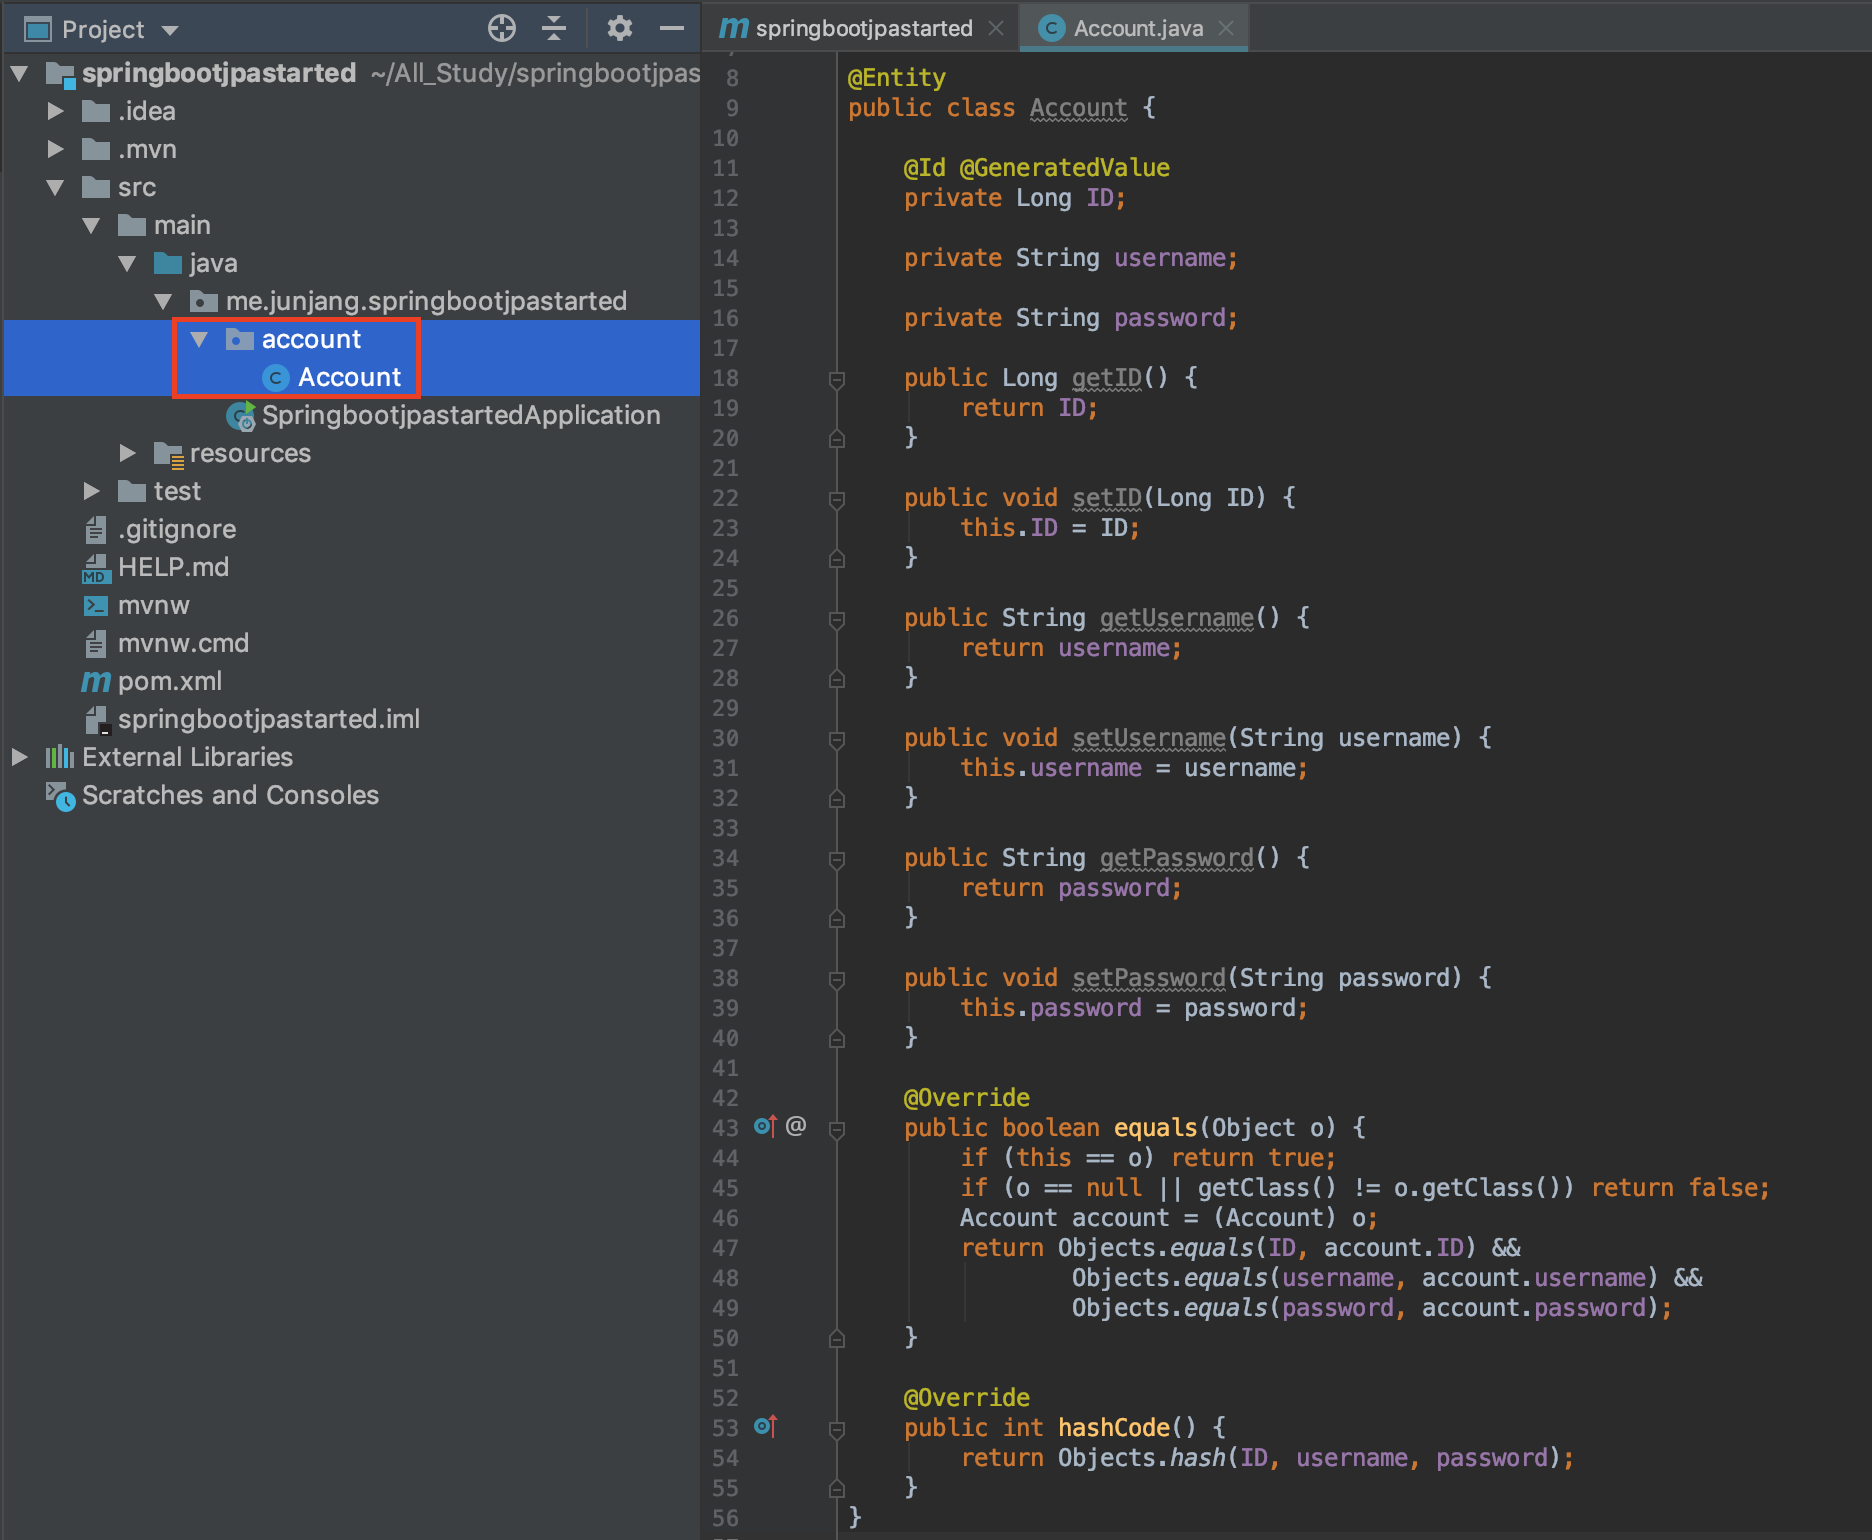 Project
springbootjpastarted ~/All_Study/springbootjpas
.idea
.mvn
src
main
java
me.junjang.springbootjpastarted
account
Account
SpringbootjpastartedApplication
resources
test
.gitignore
HELP.md
mvnw
mvnw.cmd
pom.xml
springbootjpastarted.iml
External Libraries
Scratches and Consoles
springbootjpastarted
Account.java
8 @Entity
9 public class Account {
10
11 @Id @GeneratedValue
12 private Long ID;
13
14 private String username;
15
16 private String password;
17
18 public Long getID() {
19 return ID;
20 }
21
22 public void setID(Long ID) {
23 this.ID = ID;
24 }
25
26 public String getUsername() {
27 return username;
28 }
29
30 public void setUsername(String username) {
31 this.username = username;
32 }
33
34 public String getPassword() {
35 return password;
36 }
37
38 public void setPassword(String password) {
39 this.password = password;
40 }
41
42 @Override
43 @ public boolean equals(Object o) {
44 if (this == o) return true;
45 if (o == null || getClass() != o.getClass()) return false;
46 Account account = (Account) o;
47 return Objects.equals(ID, account.ID) &&
48 Objects.equals(username, account.username) &&
49 Objects.equals(password, account.password);
50 }
51
52 @Override
53 public int hashCode() {
54 return Objects.hash(ID, username, password);
55 }
56 }